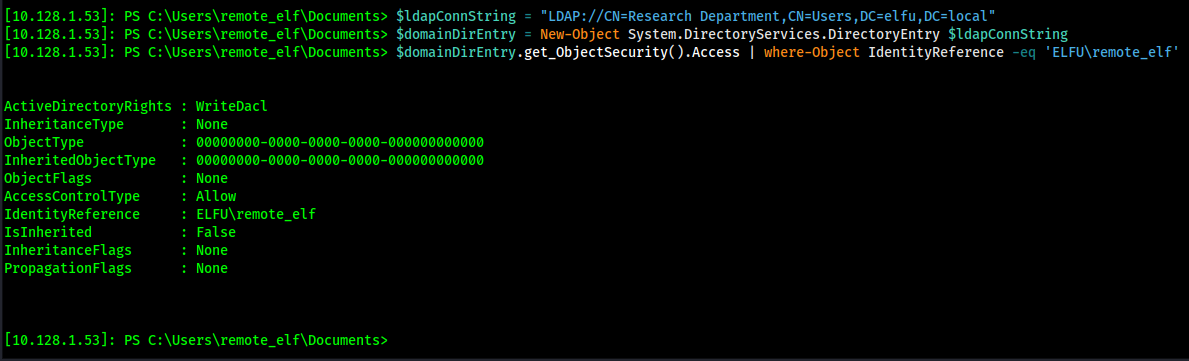 [10.128.1.53]: PS C:\Users\remote_elf\Documents> $ldapConnString = "LDAP://CN=Research Department,CN=Users,DC=elfu,DC=local"
[10.128.1.53]: PS C:\Users\remote_elf\Documents> $domainDirEntry = New-Object System.DirectoryServices.DirectoryEntry $ldapConnString
[10.128.1.53]: PS C:\Users\remote_elf\Documents> $domainDirEntry.get_ObjectSecurity().Access | where-Object IdentityReference -eq 'ELFU\remote_elf'
ActiveDirectoryRights : WriteDacl
InheritanceType       : None
ObjectType            : 00000000-0000-0000-0000-000000000000
InheritedObjectType   : 00000000-0000-0000-0000-000000000000
ObjectFlags           : None
AccessControlType     : Allow
IdentityReference     : ELFU\remote_elf
IsInherited           : False
InheritanceFlags      : None
PropagationFlags      : None
[10.128.1.53]: PS C:\Users\remote_elf\Documents>